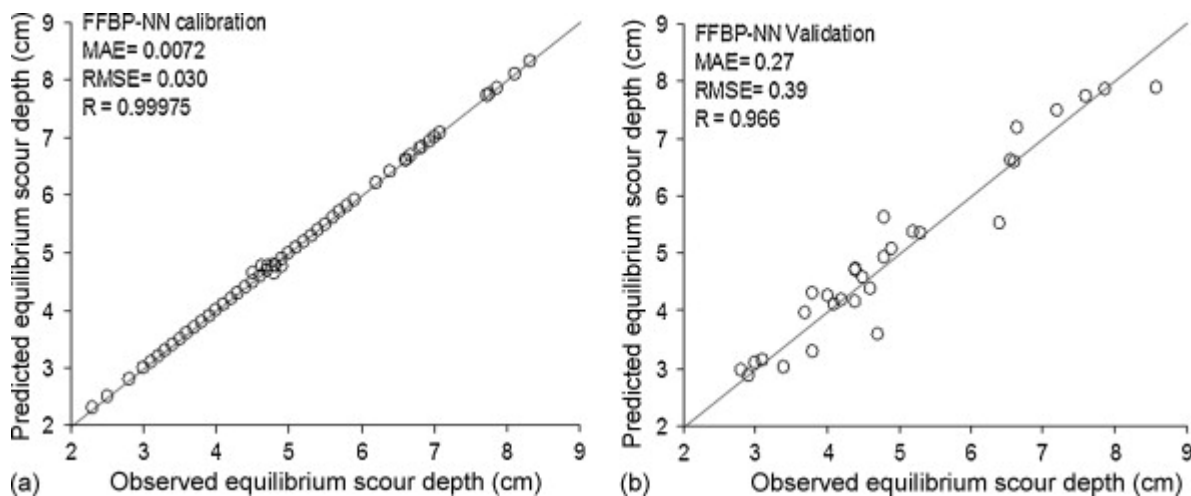 FFBP-NN calibration
MAE= 0.0072
RMSE= 0.030
R = 0.99975
Predicted equilibrium scour depth (cm)
9
8
7
6
5
4
3
2
2 3 4 5 6 7 8 9
(a) Observed equilibrium scour depth (cm)
FFBP-NN Validation
MAE= 0.27
RMSE= 0.39
R = 0.966
Predicted equilibrium scour depth (cm)
9
8
7
6
5
4
3
2
2 3 4 5 6 7 8 9
(b) Observed equilibrium scour depth (cm)